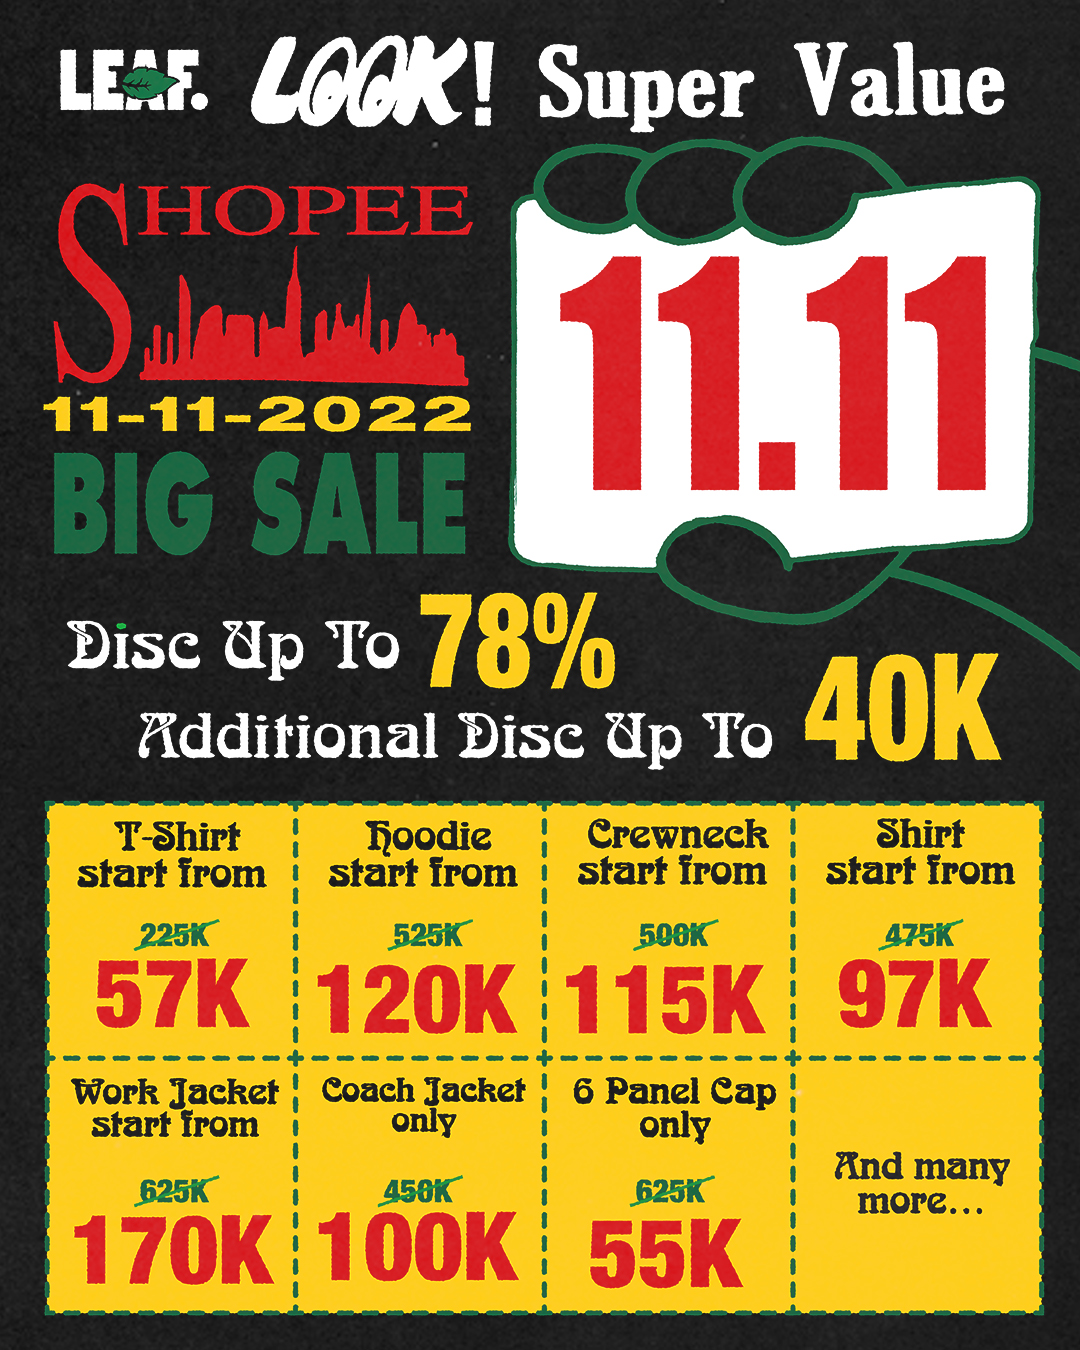 LEAF. LOOK! Super Value
SHOPEE
11-11-2022
BIG SALE
11.11
Disc Up To 78%
Additional Disc Up To 40K
T-Shirt
start from
225K
57K
Hoodie
start from
525K
120K
Crewneck
start from
500K
115K
Shirt
start from
475K
97K
Work Jacket
start from
625K
170K
Coach Jacket
only
450K
100K
6 Panel Cap
only
625K
55K
And many
more...